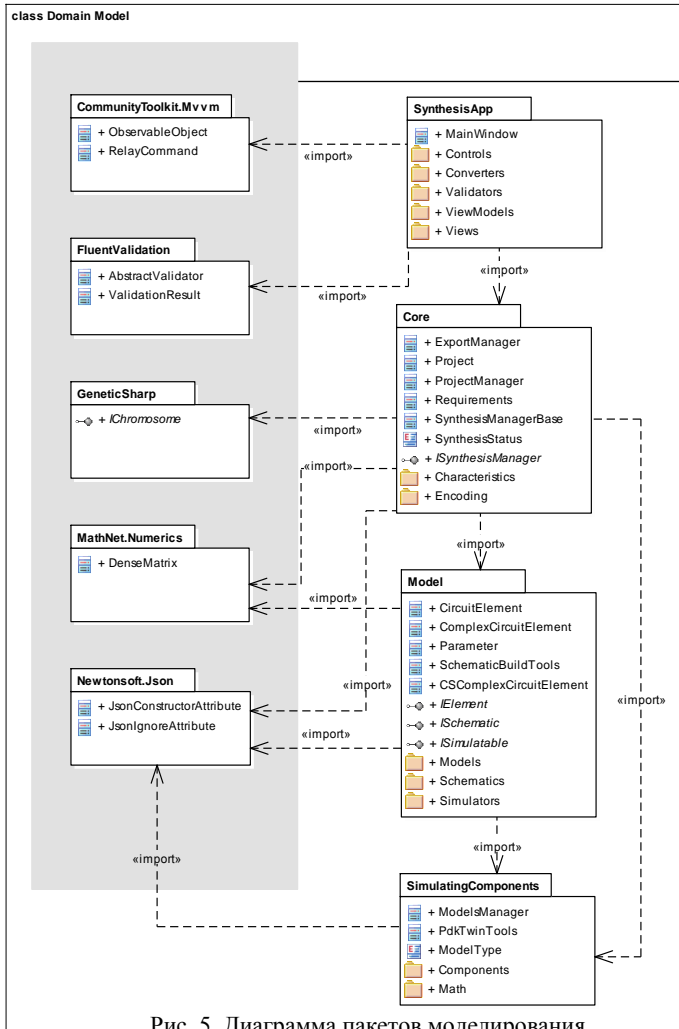 class Domain Model
CommunityToolkit.Mvvm
+ ObservableObject
+ RelayCommand
SynthesisApp
+ MainWindow
+ Controls
+ Converters
+ Validators
+ ViewModels
+ Views
«import»
FluentValidation
+ AbstractValidator
+ ValidationResult
«import»
«import»
Core
+ ExportManager
+ Project
+ ProjectManager
+ Requirements
+ SynthesisManagerBase
+ SynthesisStatus
+ ISynthesisManager
+ Characteristics
+ Encoding
GeneticSharp
+ IChromosome
«import»
«import»
MathNet.Numerics
+ DenseMatrix
«import»
«import»
Model
+ CircuitElement
+ ComplexCircuitElement
+ Parameter
+ SchematicBuildTools
+ CSComplexCircuitElement
+ IElement
+ ISchematic
+ ISimulatable
+ Models
+ Schematics
+ Simulators
Newtonsoft.Json
+ JsonConstructorAttribute
+ JsonIgnoreAttribute
«import»
«import»
«import»
«import»
«import»
SimulatingComponents
+ ModelsManager
+ PdkTwinTools
+ ModelType
+ Components
+ Math
Рис. 5. Диаграмма пакетов моделирования